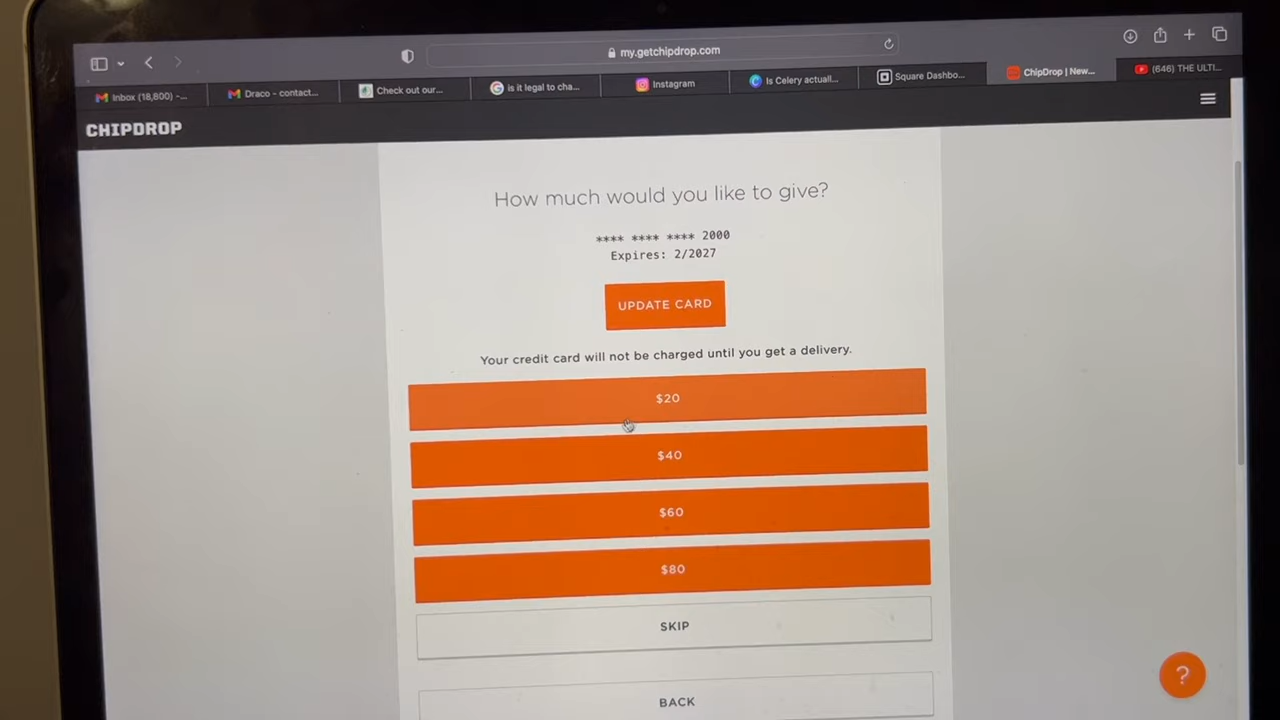 my.getchipdrop.com
Inbox (18,800) -...
Draco - contact...
Check out our...
is it legal to cha...
Instagram
Is Celery actuall...
Square Dashbo...
ChipDrop | New...
(646) THE ULTI...
CHIPDROP
How much would you like to give?
**** **** **** 2000
Expires: 2/2027
UPDATE CARD
Your credit card will not be charged until you get a delivery.
$20
$40
$60
$80
SKIP
BACK
?